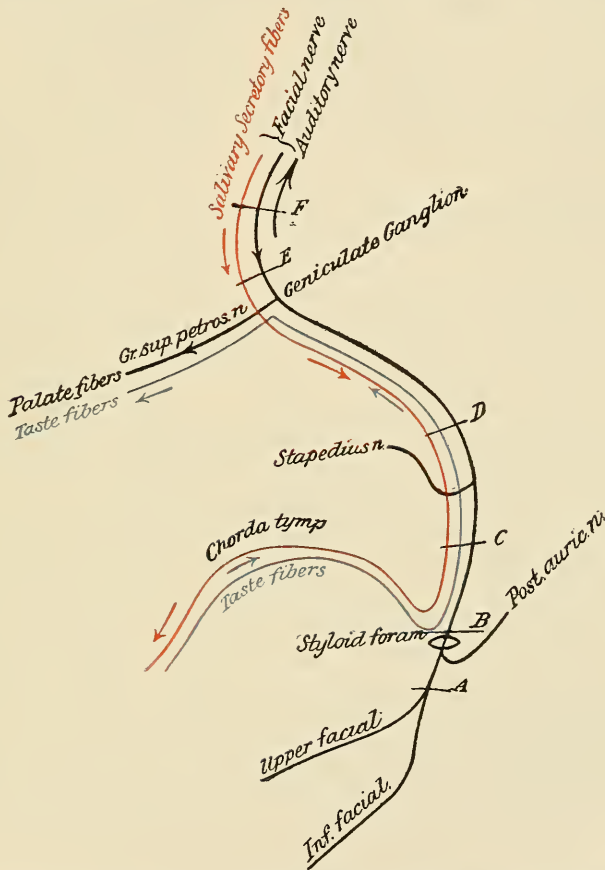 Salivary Secretory fibers
Facial nerve
Auditory nerve
F
E
Geniculate Ganglion.
Gr. sup. petros. n
Palate fibers
Taste fibers
D
Stapedius n.
C
Chorda tymp
Taste fibers
Post. auric. n.
B
Styloid foram
A
Upper facial
Inf. facial.